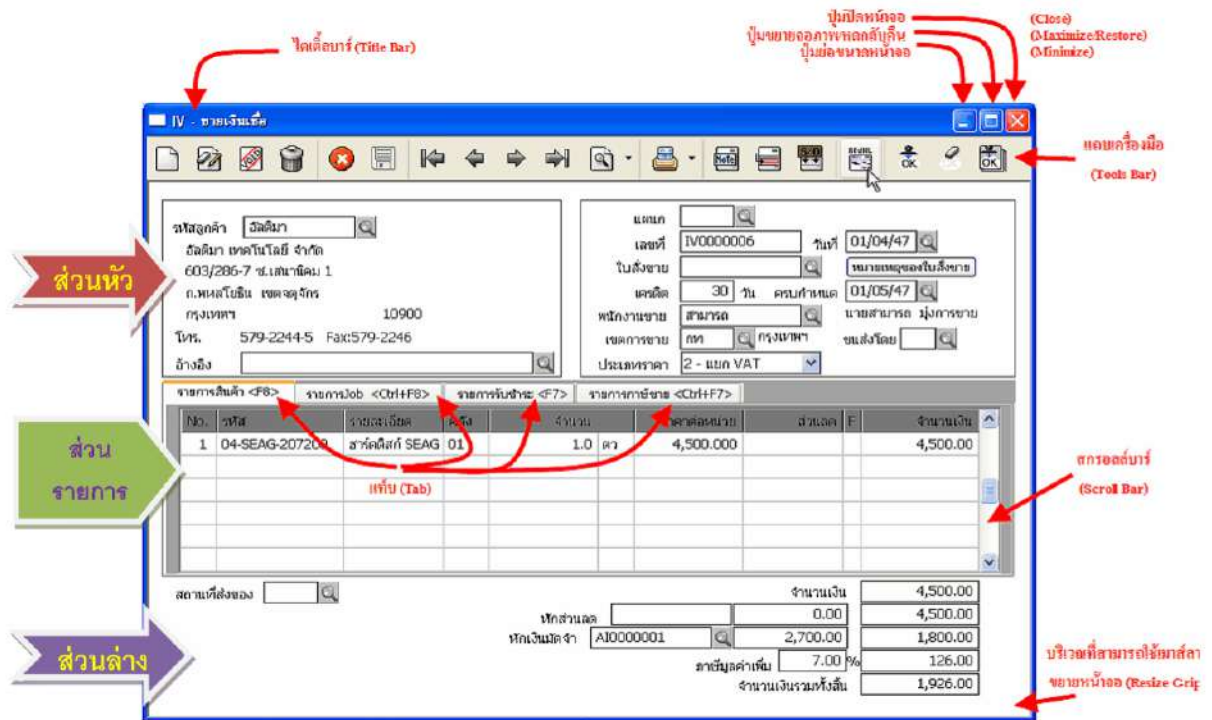 ปุ่มปิดหน้าจอ (Close)
ปุ่มขยายจอภาพ/หดกลับคืน (Maximize/Restore)
ปุ่มย่อขนาดหน้าจอ (Minimize)
ไตเติ้ลบาร์ (Title Bar)
IV - ขายเงินเชื่อ
แถบเครื่องมือ
(Tools Bar)
Note
OK
OK
ส่วนหัว
รหัสลูกค้า อัลติมา
อัลติมา เทคโนโลยี จำกัด
603/286-7 ซ.เสนานิคม 1
ถ.พหลโยธิน เขตจตุจักร
กรุงเทพฯ 10900
โทร. 579-2244-5 Fax:579-2246
อ้างอิง
แผนก
เลขที่ IV0000006 วันที่ 01/04/47
ใบสั่งขาย หมายเหตุของใบสั่งขาย
เครดิต 30 วัน ครบกำหนด 01/05/47
พนักงานขาย สามารถ นายสามารถ มุ่งการขาย
เขตการขาย กท กรุงเทพฯ ขนส่งโดย
ประเภทราคา 2 - แยก VAT
รายการสินค้า <F8> รายการJob <Ctrl+F8> รายการรับชำระ <F7> รายการภาษีขาย <Ctrl+F7>
No. รหัส รายละเอียด คลัง จำนวน ราคาต่อหน่วย ส่วนลด F จำนวนเงิน
1 04-SEAG-207209 ฮาร์ดดิสก์ SEAG 01 1.0 ตัว 4,500.000 4,500.00
ส่วน
รายการ
แท็บ (Tab)
สกรอลล์บาร์
(Scroll Bar)
สถานที่ส่งของ
จำนวนเงิน 4,500.00
หักส่วนลด 0.00 4,500.00
หักเงินมัดจำ AI0000001 2,700.00 1,800.00
ภาษีมูลค่าเพิ่ม 7.00 % 126.00
จำนวนเงินรวมทั้งสิ้น 1,926.00
ส่วนล่าง
บริเวณที่สามารถใช้เมาส์ลา
ขยายหน้าจอ (Resize Grip